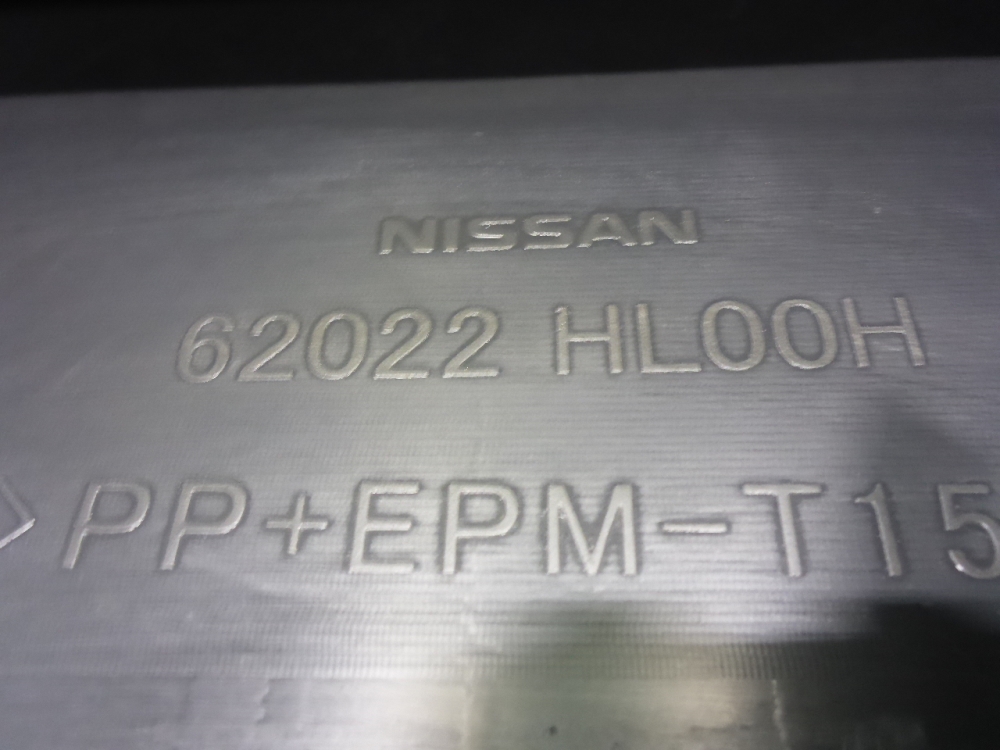 NISSAN
62022 HL00H
>PP+EPM-T15